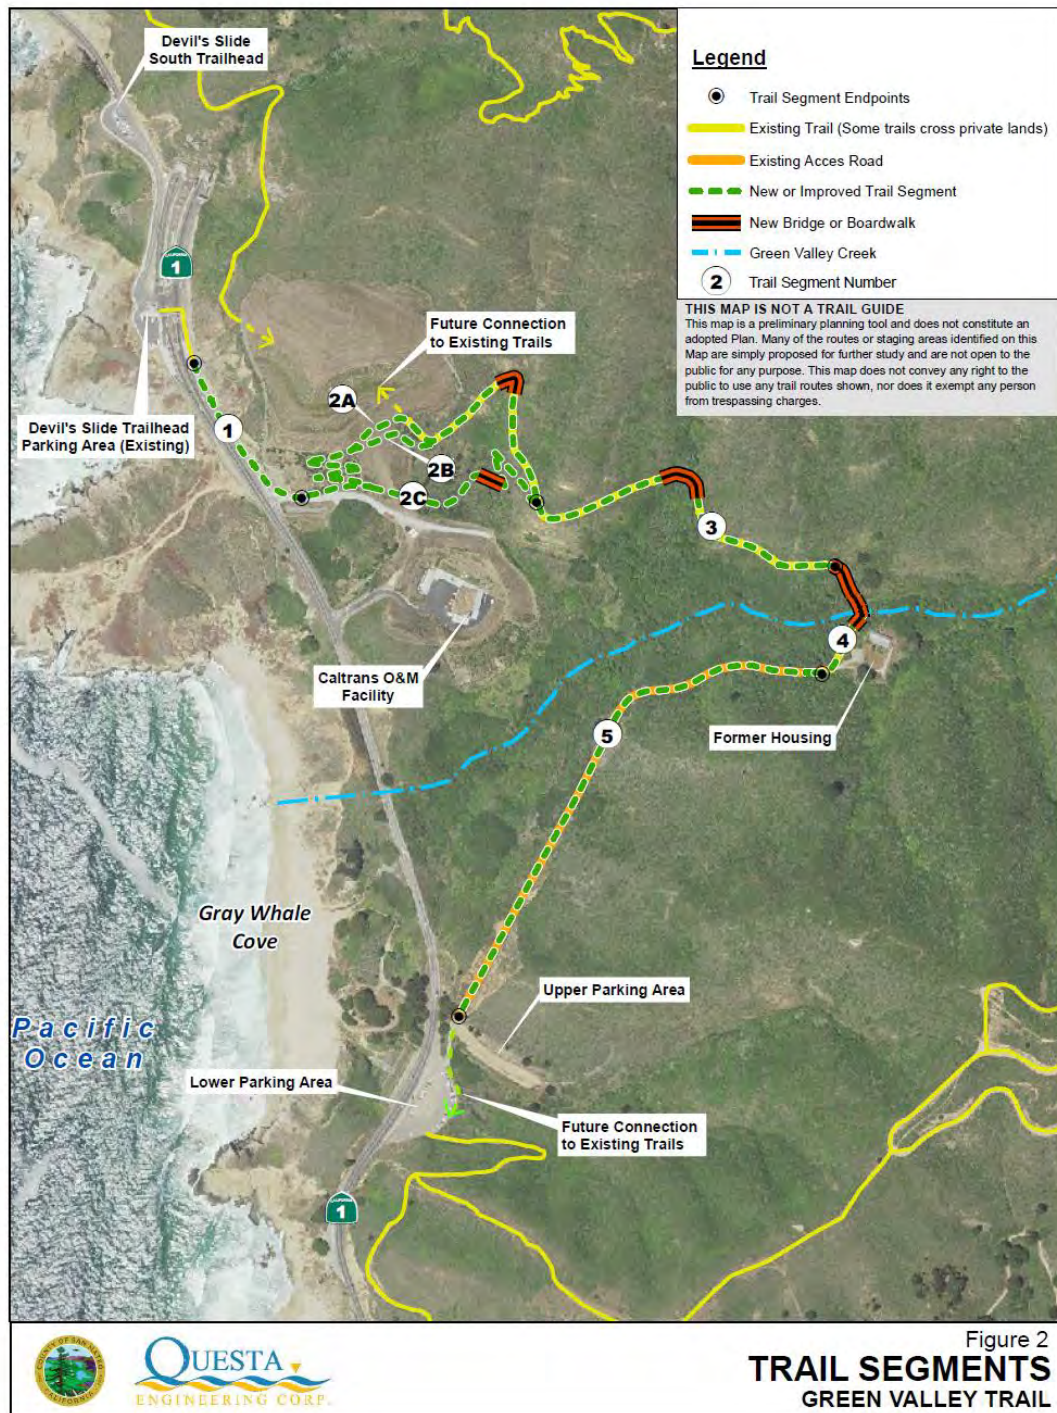 Devil's Slide
South Trailhead
Legend
Trail Segment Endpoints
Existing Trail (Some trails cross private lands)
Existing Acces Road
New or Improved Trail Segment
New Bridge or Boardwalk
Green Valley Creek
2
Trail Segment Number
THIS MAP IS NOT A TRAIL GUIDE
This map is a preliminary planning tool and does not constitute an
adopted Plan. Many of the routes or staging areas identified on this
Map are simply proposed for further study and are not open to the
public for any purpose. This map does not convey any right to the
public to use any trail routes shown, nor does it exempt any person
from trespassing charges.
CALIFORNIA
1
Future Connection
to Existing Trails
2A
1
Devil's Slide Trailhead
Parking Area (Existing)
2B
2C
3
4
Caltrans O&M
Facility
Former Housing
5
Gray Whale
Cove
Pacific
Ocean
Upper Parking Area
Lower Parking Area
Future Connection
to Existing Trails
CALIFORNIA
1
COUNTY OF SAN MATEO
CALIFORNIA
QUESTA
ENGINEERING CORP.
Figure 2
TRAIL SEGMENTS
GREEN VALLEY TRAIL